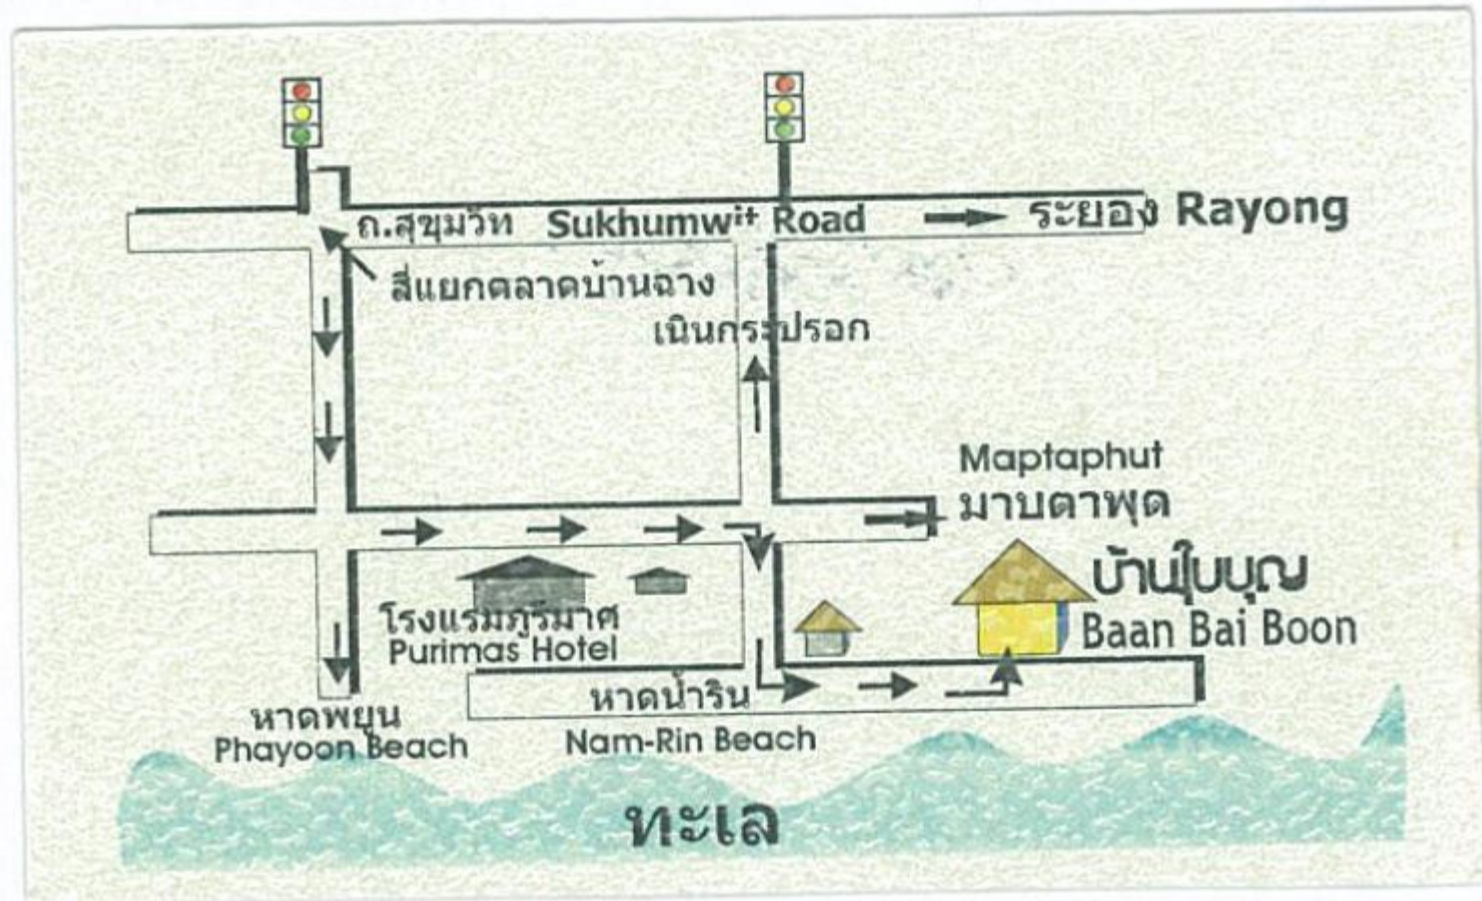 ถ.สุขุมวิท Sukhumwit Road
ระยอง Rayong
สี่แยกตลาดบ้านฉาง
เนินกระปรอก
Maptaphut
มาบตาพุด
บ้านใบบุญ
Baan Bai Boon
โรงแรมภูริมาศ
Purimas Hotel
หาดน้ำริน
Nam-Rin Beach
หาดพยูน
Phayoon Beach
ทะเล